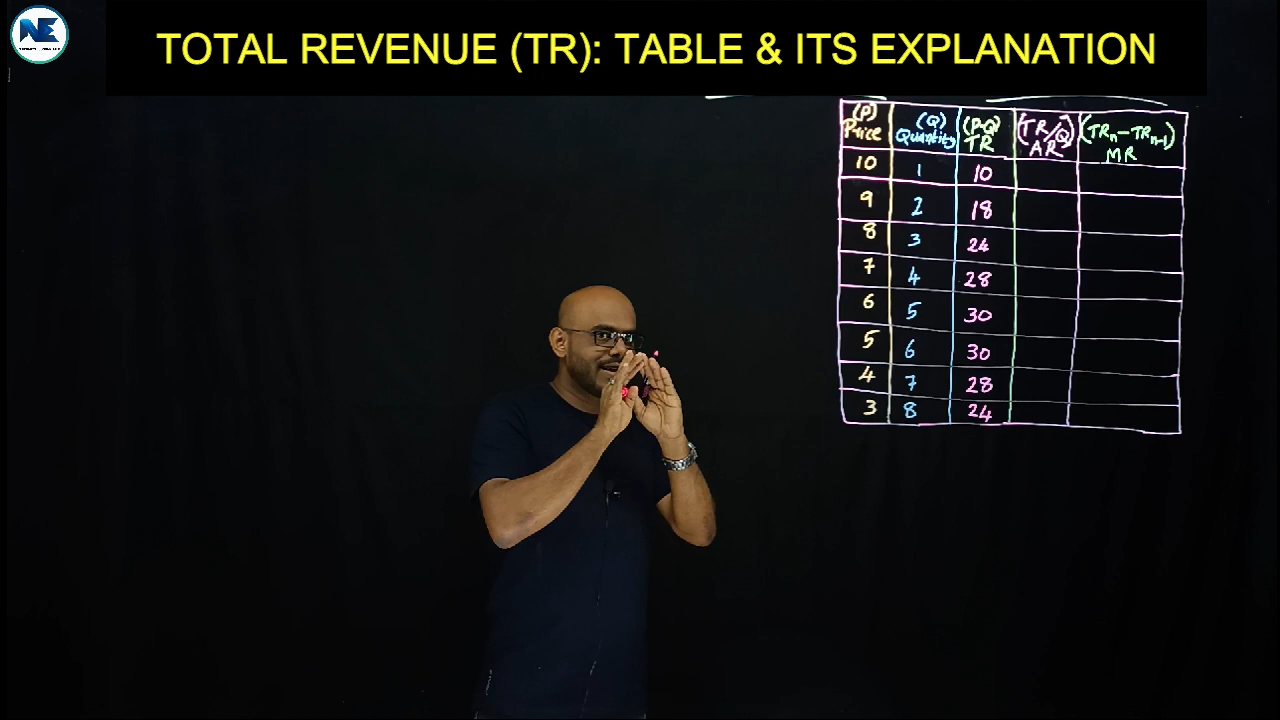 NE
TOTAL REVENUE (TR): TABLE & ITS EXPLANATION
(P) (Q) (P·Q) (TR/Q) (TRn - TRn-1)
Price Quantity TR AR MR
10 1 10
9 2 18
8 3 24
7 4 28
6 5 30
5 6 30
4 7 28
3 8 24